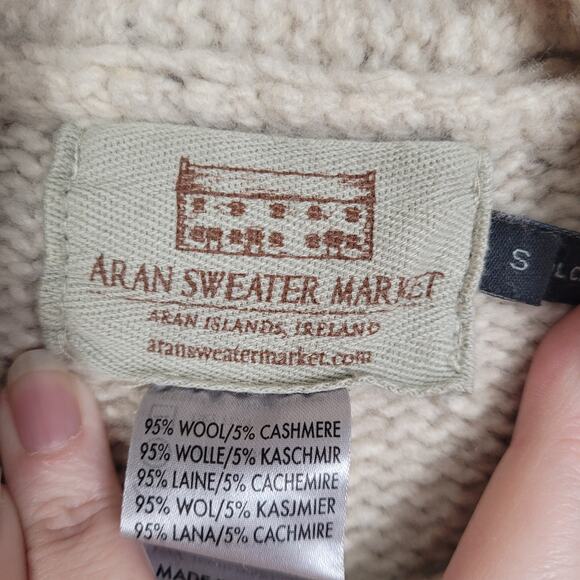 ARAN SWEATER MARKET
ARAN ISLANDS, IRELAND
aransweatermarket.com
S
95% WOOL/5% CASHMERE
95% WOLLE/5% KASCHMIR
95% LAINE/5% CACHEMIRE
95% WOL/5% KASJMIER
95% LANA/5% CACHMIRE
MADE